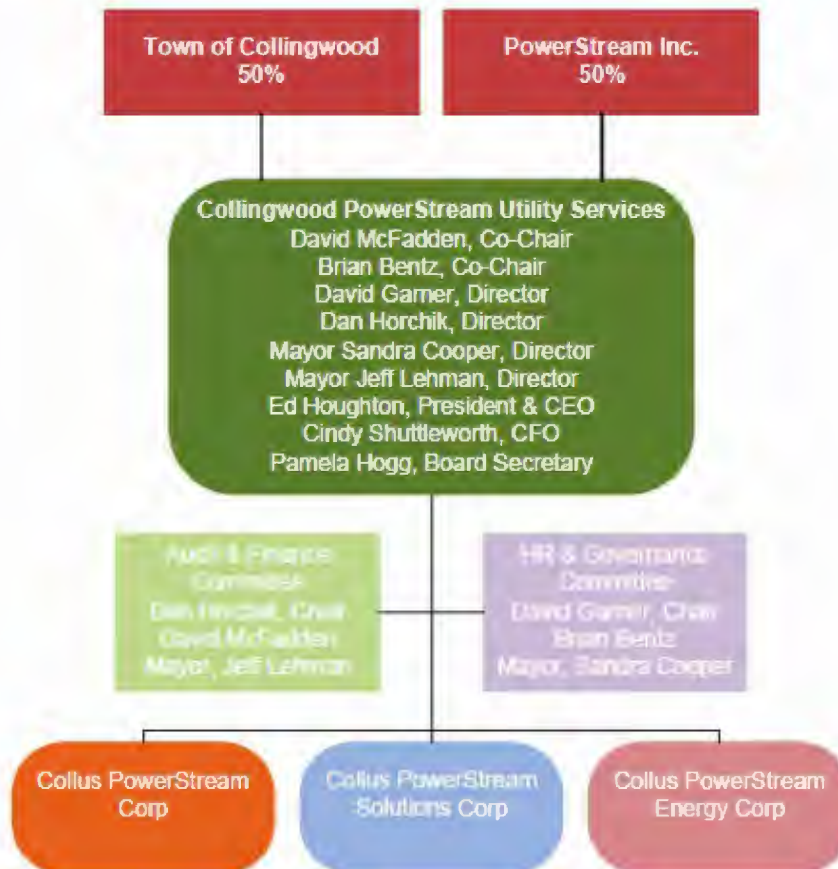 Town of Collingwood
50%
PowerStream Inc.
50%
Collingwood PowerStream Utility Services
David McFadden, Co-Chair
Brian Bentz, Co-Chair
David Garner, Director
Dan Horchik, Director
Mayor Sandra Cooper, Director
Mayor Jeff Lehman, Director
Ed Houghton, President & CEO
Cindy Shuttleworth, CFO
Pamela Hogg, Board Secretary
Audit & Finance
Committee
Dan Horchik, Chair
David McFadden
Mayor, Jeff Lehman
HR & Governance
Committee
David Garner, Chair
Brian Bentz
Mayor, Sandra Cooper
Collus PowerStream
Corp
Collus PowerStream
Solutions Corp
Collus PowerStream
Energy Corp